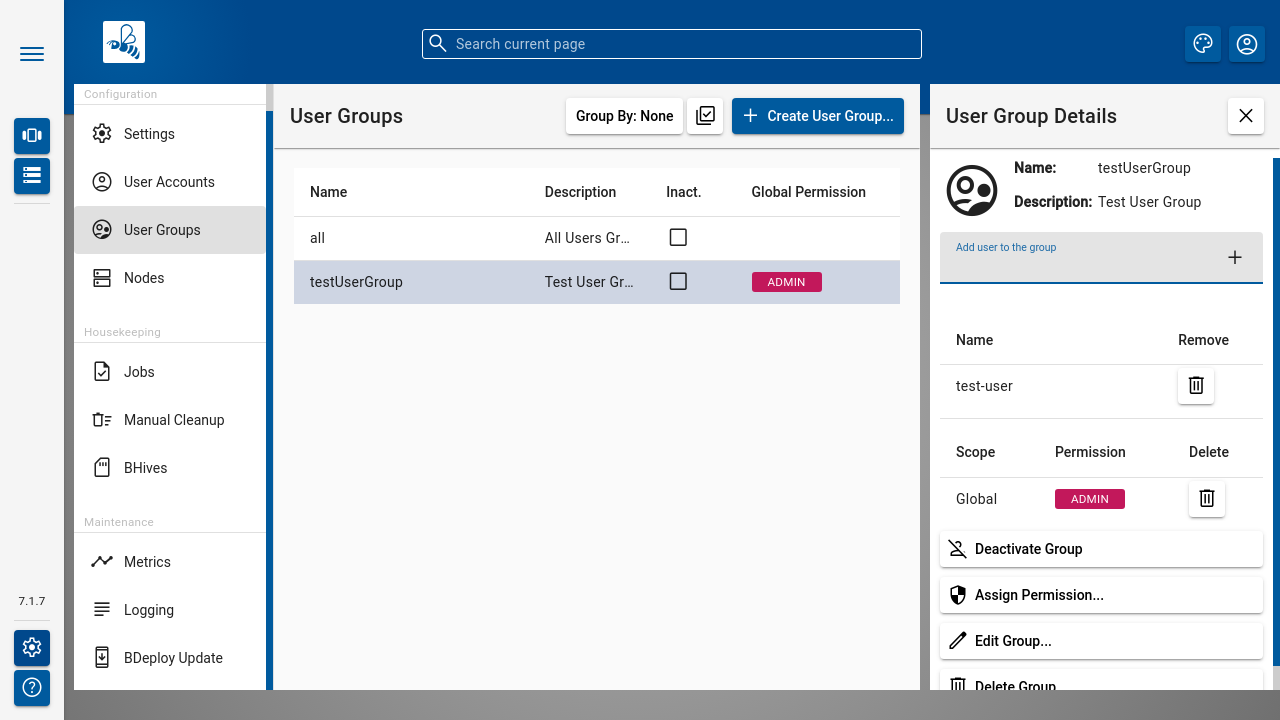 Search current page
Configuration
Settings
User Accounts
User Groups
Nodes
Housekeeping
Jobs
Manual Cleanup
BHives
Maintenance
Metrics
Logging
BDeploy Update
7.1.7
User Groups
Group By: None
Create User Group...
Name Description Inact. Global Permission
all All Users Gr...
testUserGroup Test User Gr... ADMIN
User Group Details
Name: testUserGroup
Description: Test User Group
Add user to the group
Name Remove
test-user
Scope Permission Delete
Global ADMIN
Deactivate Group
Assign Permission...
Edit Group...
Delete Group